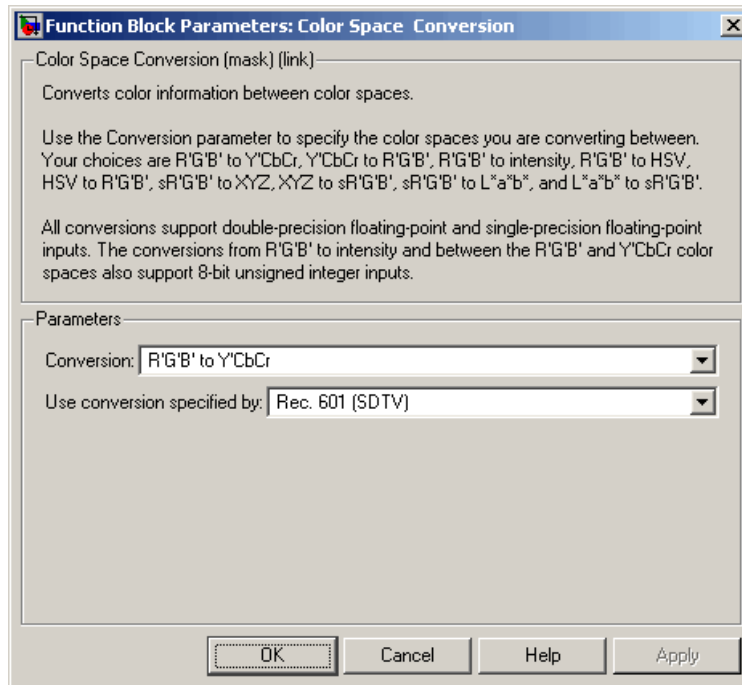 Function Block Parameters: Color Space  Conversion
Color Space Conversion (mask) (link)
Converts color information between color spaces.
Use the Conversion parameter to specify the color spaces you are converting between.
Your choices are R'G'B' to Y'CbCr, Y'CbCr to R'G'B', R'G'B' to intensity, R'G'B' to HSV,
HSV to R'G'B', sR'G'B' to XYZ, XYZ to sR'G'B', sR'G'B' to L*a*b*, and L*a*b* to sR'G'B'.
All conversions support double-precision floating-point and single-precision floating-point
inputs. The conversions from R'G'B' to intensity and between the R'G'B' and Y'CbCr color
spaces also support 8-bit unsigned integer inputs.
Parameters
Conversion: R'G'B' to Y'CbCr
Use conversion specified by: Rec. 601 (SDTV)
OK Cancel Help Apply